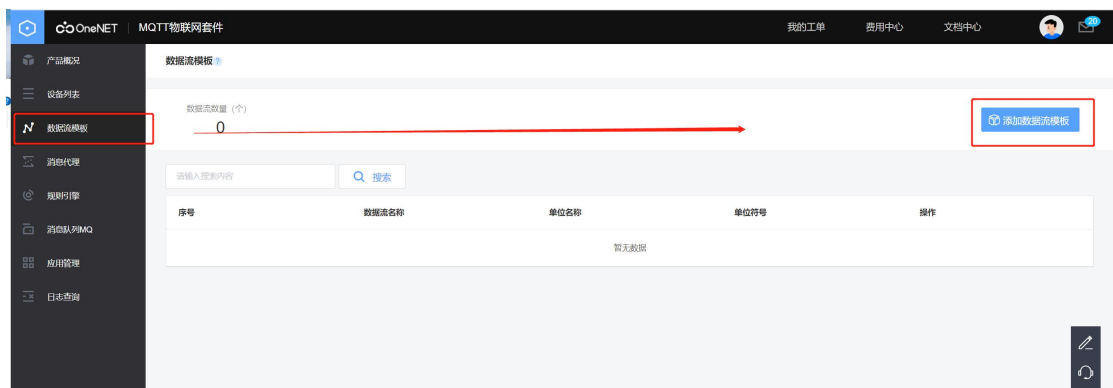 OneNET MQTT物联网套件 我的工单 费用中心 文档中心 20
产品概况
设备列表
数据流模板
消息代理
规则引擎
消息队列MQ
应用管理
日志查询
数据流模板 ?
数据流数量（个）
0
添加数据流模板
请输入搜索内容 搜索
序号 数据流名称 单位名称 单位符号 操作
暂无数据